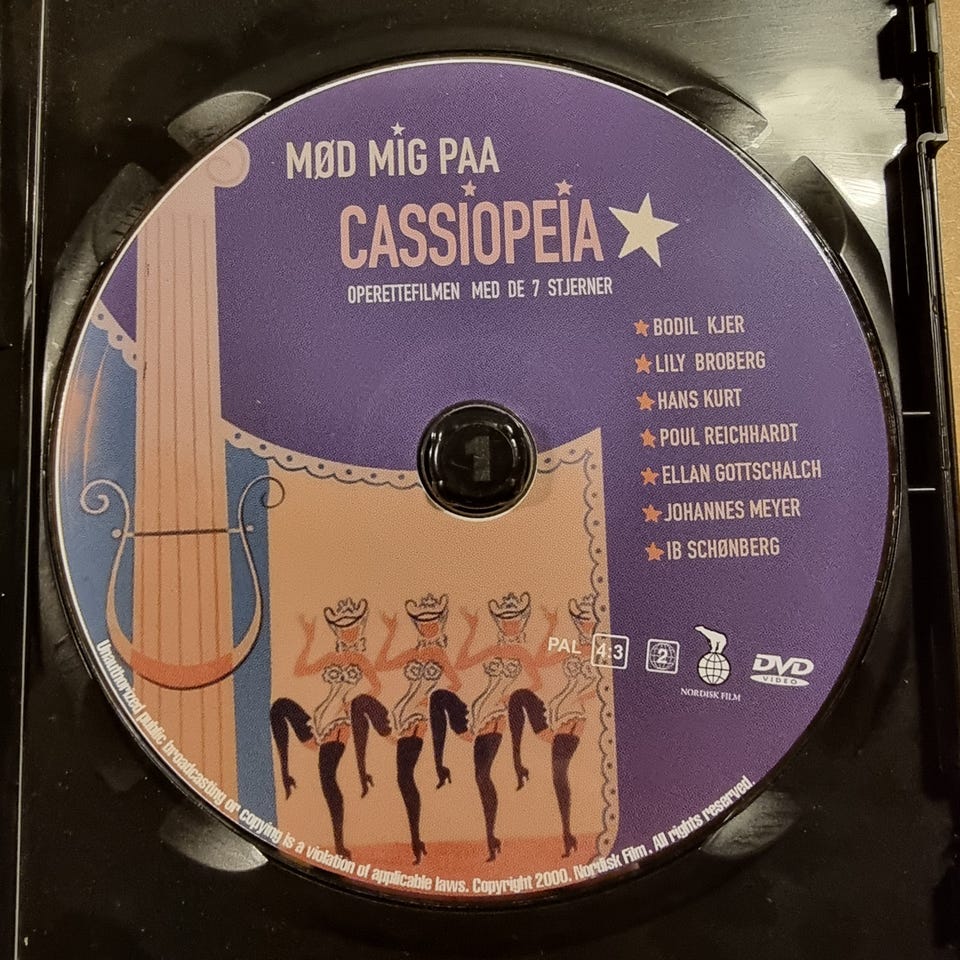 MØD MIG PAA
CASSIOPEIA
OPERETTEFILMEN MED DE 7 STJERNER
BODIL KJER
LILY BROBERG
HANS KURT
POUL REICHHARDT
ELLAN GOTTSCHALCH
JOHANNES MEYER
IB SCHØNBERG
1
PAL 4:3 2
NORDISK FILM
DVD
VIDEO
Unauthorized public broadcasting or copying is a violation of applicable laws. Copyright 2000. Nordisk Film. All rights reserved.